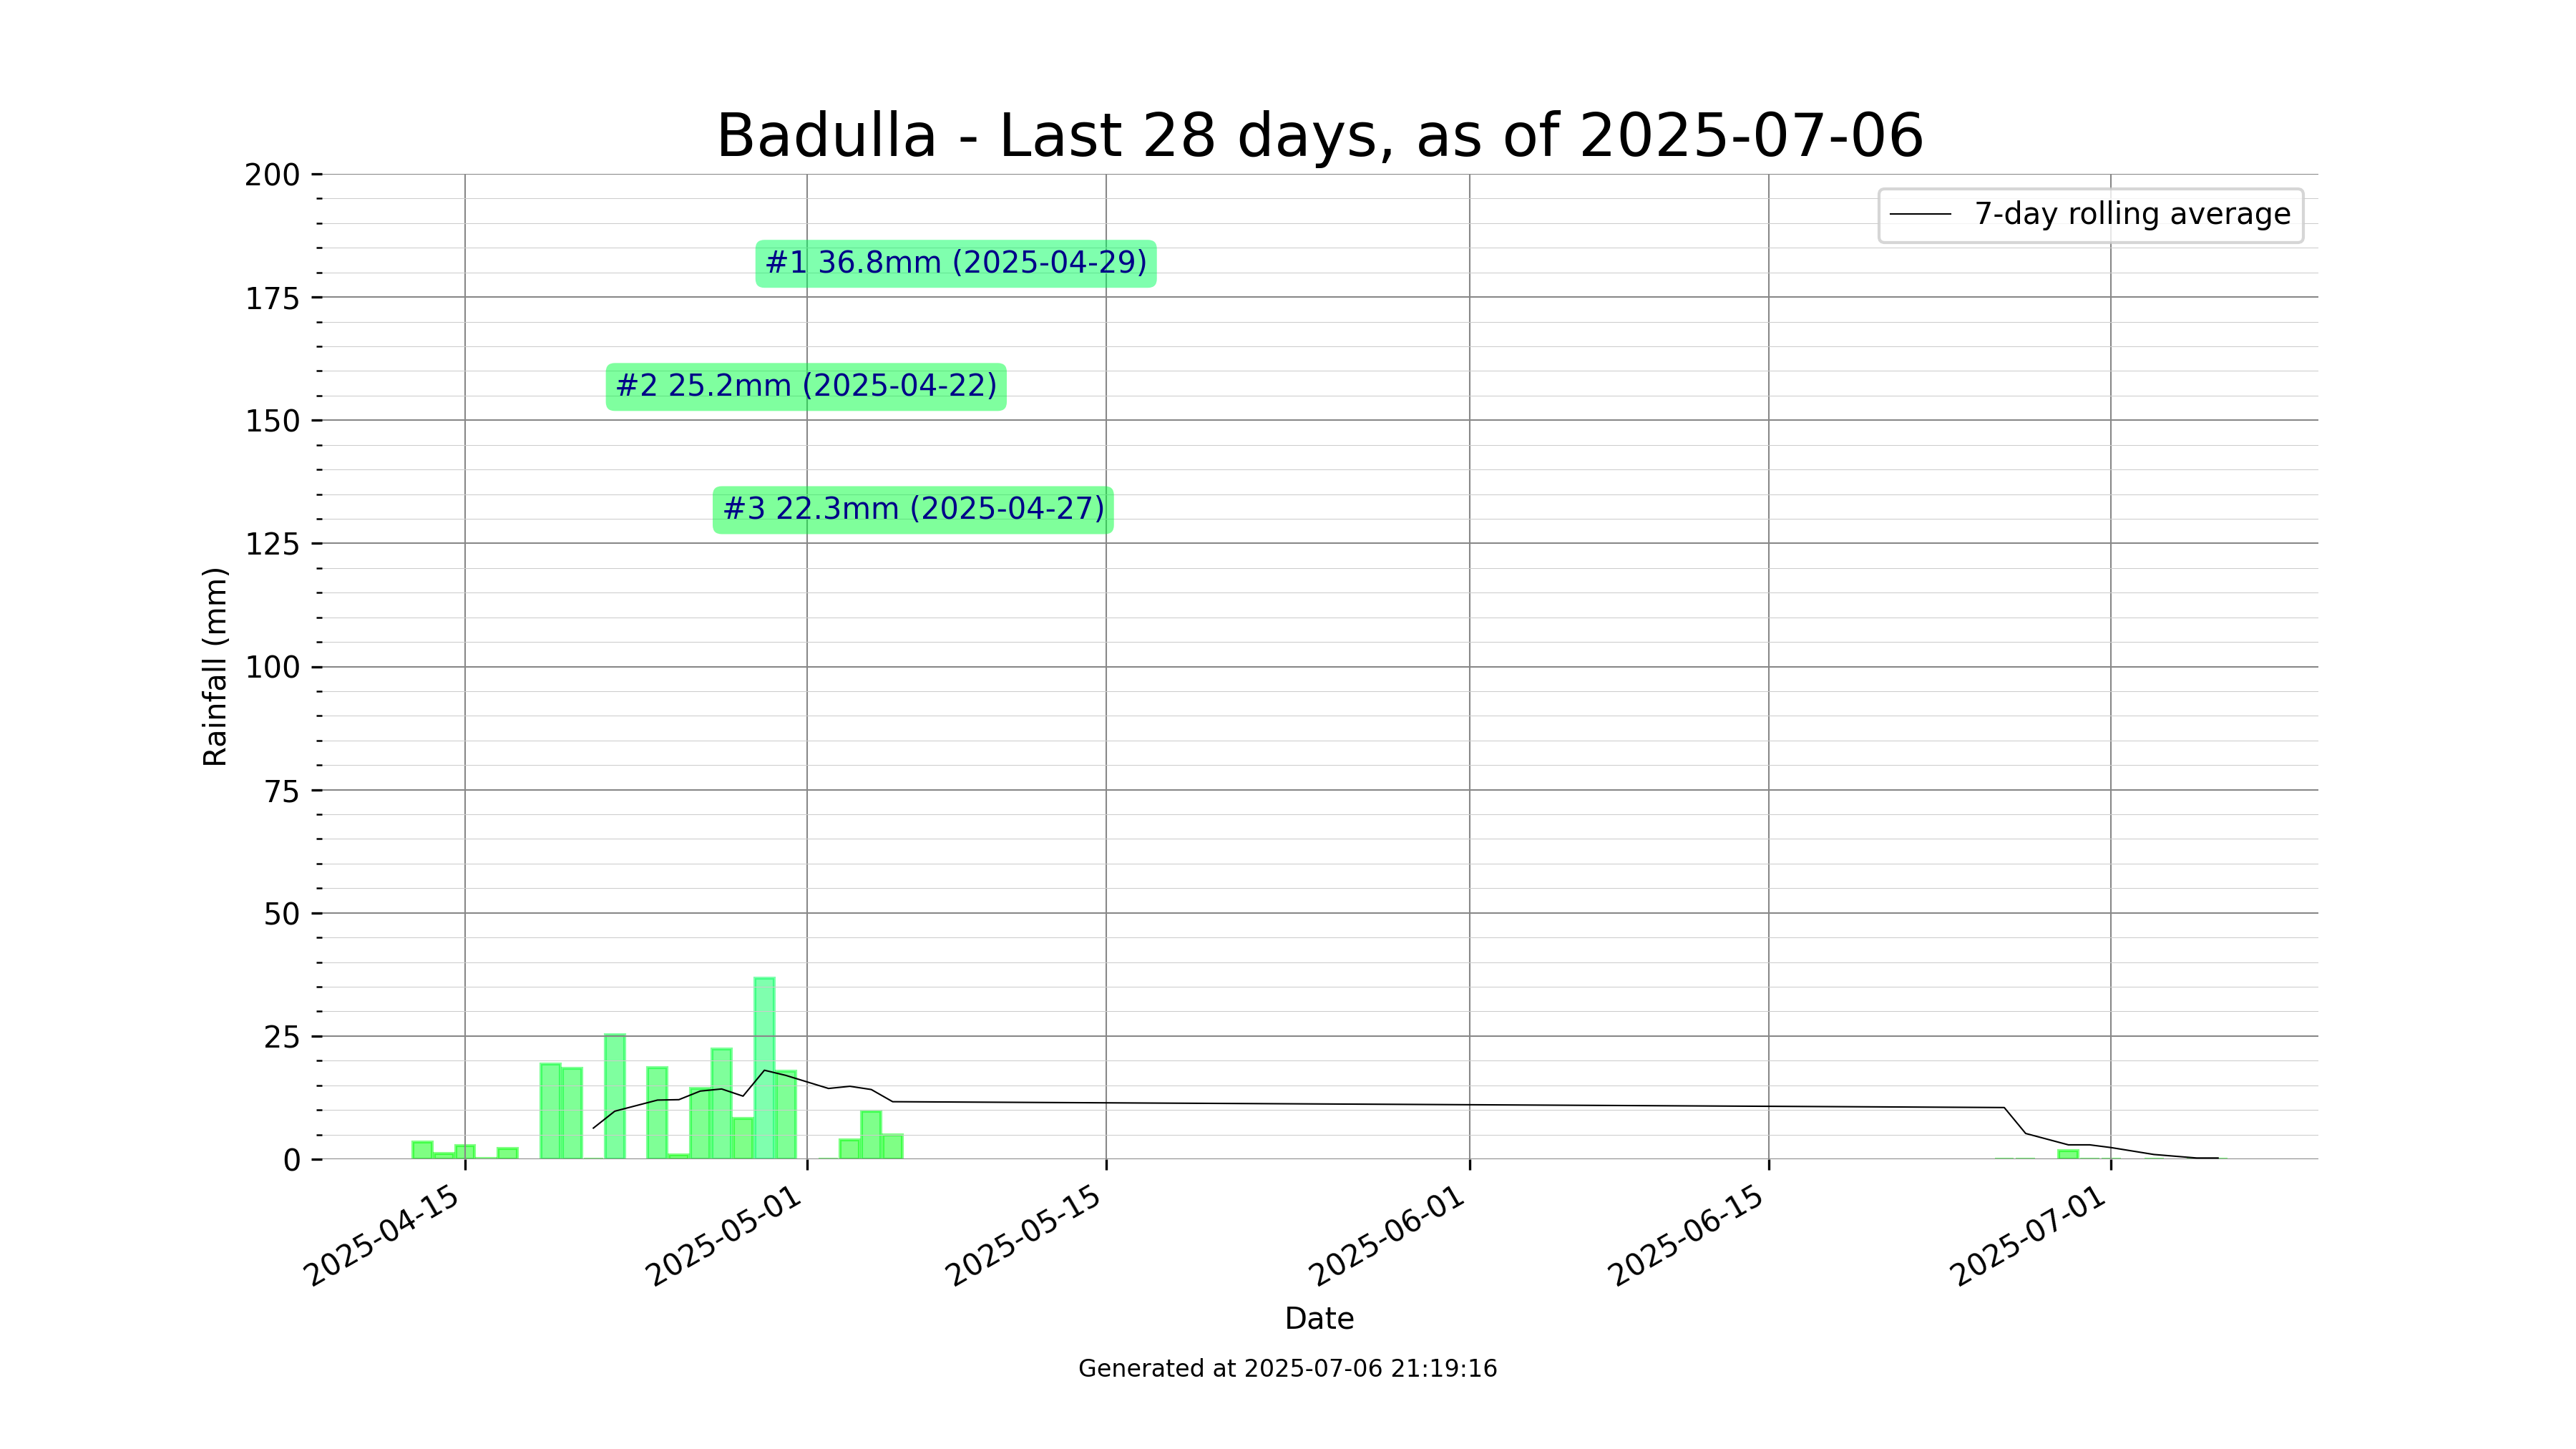 Badulla - Last 28 days, as of 2025-07-06
200
175
150
125
100
75
50
25
0
Rainfall (mm)
7-day rolling average
#1 36.8mm (2025-04-29)
#2 25.2mm (2025-04-22)
#3 22.3mm (2025-04-27)
2025-04-15
2025-05-01
2025-05-15
2025-06-01
2025-06-15
2025-07-01
Date
Generated at 2025-07-06 21:19:16